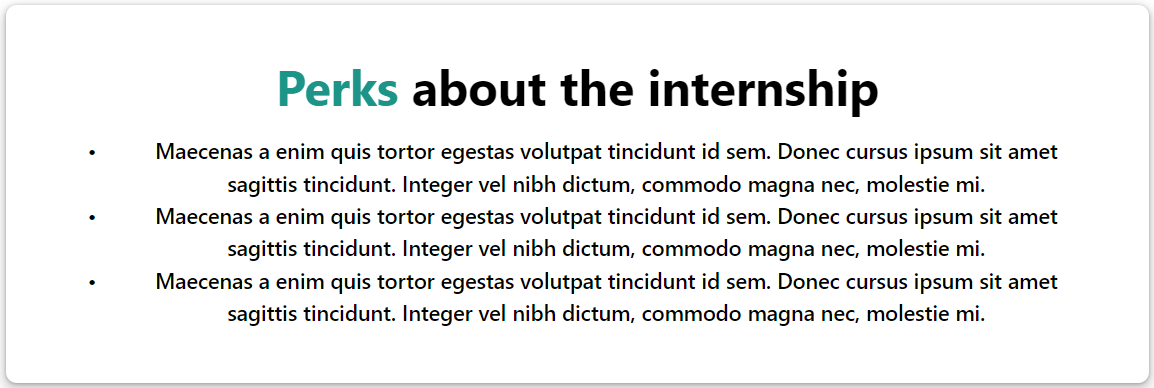 Perks about the internship
• Maecenas a enim quis tortor egestas volutpat tincidunt id sem. Donec cursus ipsum sit amet
sagittis tincidunt. Integer vel nibh dictum, commodo magna nec, molestie mi.
• Maecenas a enim quis tortor egestas volutpat tincidunt id sem. Donec cursus ipsum sit amet
sagittis tincidunt. Integer vel nibh dictum, commodo magna nec, molestie mi.
• Maecenas a enim quis tortor egestas volutpat tincidunt id sem. Donec cursus ipsum sit amet
sagittis tincidunt. Integer vel nibh dictum, commodo magna nec, molestie mi.